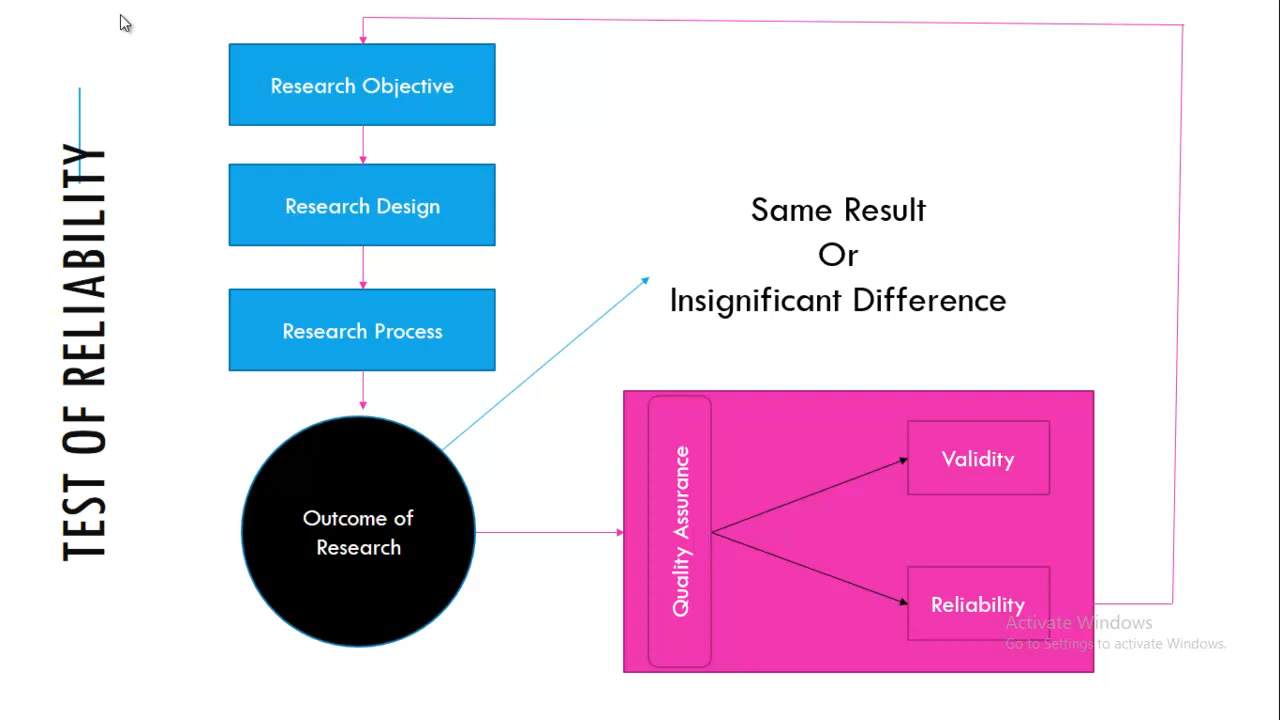 TEST OF RELIABILITY
Research Objective
Research Design
Research Process
Outcome of
Research
Same Result
Or
Insignificant Difference
Quality Assurance
Validity
Reliability
Activate Windows
Go to Settings to activate Windows.